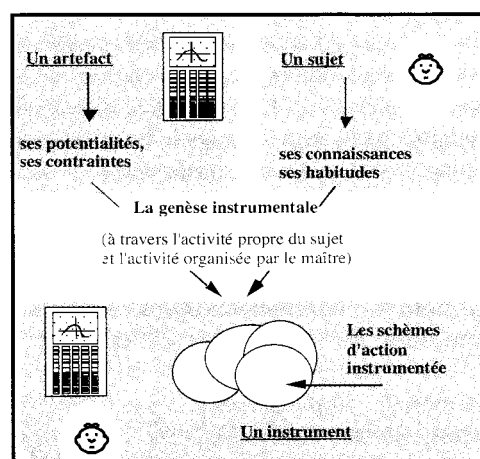 Un artefact
Un sujet
ses potentialités,
ses contraintes
ses connaissances
ses habitudes
La genèse instrumentale
(à travers l'activité propre du sujet
et l'activité organisée par le maître)
Les schèmes
d'action
instrumentée
Un instrument